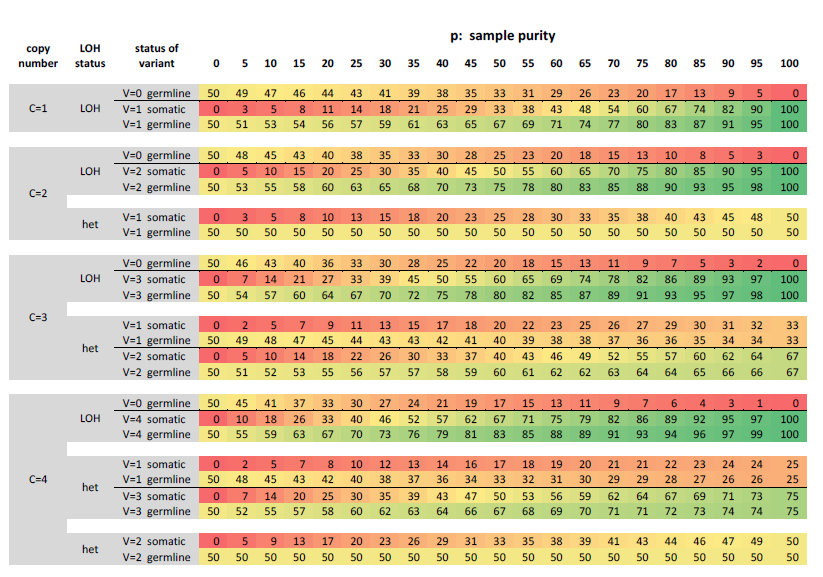 p: sample purity
copy number LOH status status of variant 0 5 10 15 20 25 30 35 40 45 50 55 60 65 70 75 80 85 90 95 100
V=0 germline 50 49 47 46 44 43 41 39 38 35 33 31 29 26 23 20 17 13 9 5 0
C=1 LOH V=1 somatic 0 3 5 8 11 14 18 21 25 29 33 38 43 48 54 60 67 74 82 90 100
V=1 germline 50 51 53 54 56 57 59 61 63 65 67 69 71 74 77 80 83 87 91 95 100
V=0 germline 50 48 45 43 40 38 35 33 30 28 25 23 20 18 15 13 10 8 5 3 0
LOH V=2 somatic 0 5 10 15 20 25 30 35 40 45 50 55 60 65 70 75 80 85 90 95 100
V=2 germline 50 53 55 58 60 63 65 68 70 73 75 78 80 83 85 88 90 93 95 98 100
C=2
het V=1 somatic 0 3 5 8 10 13 15 18 20 23 25 28 30 33 35 38 40 43 45 48 50
V=1 germline 50 50 50 50 50 50 50 50 50 50 50 50 50 50 50 50 50 50 50 50 50
V=0 germline 50 46 43 40 36 33 30 28 25 22 20 18 15 13 11 9 7 5 3 2 0
LOH V=3 somatic 0 7 14 21 27 33 39 45 50 55 60 65 69 74 78 82 86 89 93 97 100
V=3 germline 50 54 57 60 64 67 70 72 75 78 80 82 85 87 89 91 93 95 97 98 100
C=3
V=1 somatic 0 2 5 7 9 11 13 15 17 18 20 22 23 25 26 27 29 30 31 32 33
het V=1 germline 50 49 48 47 45 44 43 43 42 41 40 39 38 38 37 36 36 35 34 34 33
V=2 somatic 0 5 10 14 18 22 26 30 33 37 40 43 46 49 52 55 57 60 62 64 67
V=2 germline 50 51 52 53 55 56 57 57 58 59 60 61 62 62 63 64 64 65 66 66 67
V=0 germline 50 45 41 37 33 30 27 24 21 19 17 15 13 11 9 7 6 4 3 1 0
LOH V=4 somatic 0 10 18 26 33 40 46 52 57 62 67 71 75 79 82 86 89 92 95 97 100
V=4 germline 50 55 59 63 67 70 73 76 79 81 83 85 88 89 91 93 94 96 97 99 100
V=1 somatic 0 2 5 7 8 10 12 13 14 16 17 18 19 20 21 21 22 23 24 24 25
C=4 het V=1 germline 50 48 45 43 42 40 38 37 36 34 33 32 31 30 29 29 28 27 26 26 25
V=3 somatic 0 7 14 20 25 30 35 39 43 47 50 53 56 59 62 64 67 69 71 73 75
V=3 germline 50 52 55 57 58 60 62 63 64 66 67 68 69 70 71 71 72 73 74 74 75
het V=2 somatic 0 5 9 13 17 20 23 26 29 31 33 35 38 39 41 43 44 46 47 49 50
V=2 germline 50 50 50 50 50 50 50 50 50 50 50 50 50 50 50 50 50 50 50 50 50